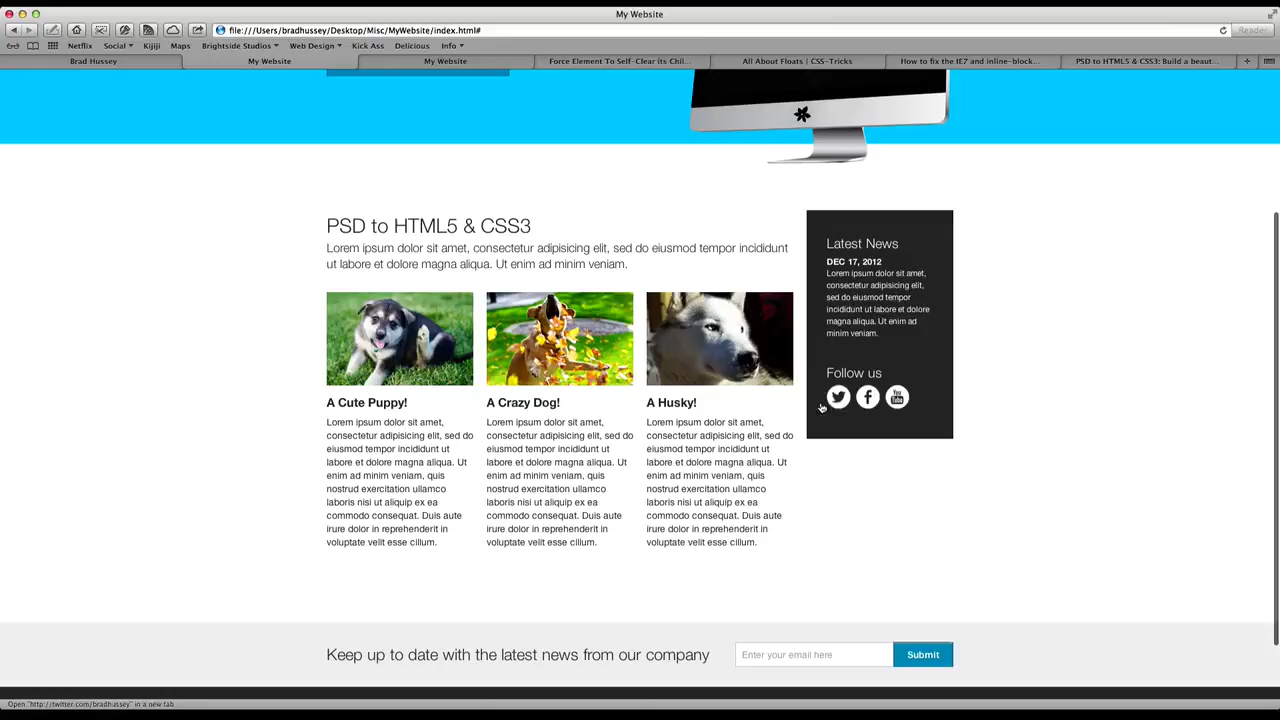 My Website
file:///Users/bradhussey/Desktop/Misc/MyWebsite/index.html#
Reader
Netflix Social Kijiji Maps Brightside Studios Web Design Kick Ass Delicious Info
Brad Hussey My Website My Website Force Element To Self-Clear its Chil... All About Floats | CSS-Tricks How to fix the IE7 and inline-block... PSD to HTML5 & CSS3: Build a beaut...
PSD to HTML5 & CSS3
Lorem ipsum dolor sit amet, consectetur adipisicing elit, sed do eiusmod tempor incididunt
ut labore et dolore magna aliqua. Ut enim ad minim veniam.
A Cute Puppy!
Lorem ipsum dolor sit amet,
consectetur adipisicing elit, sed do
eiusmod tempor incididunt ut
labore et dolore magna aliqua. Ut
enim ad minim veniam, quis
nostrud exercitation ullamco
laboris nisi ut aliquip ex ea
commodo consequat. Duis aute
irure dolor in reprehenderit in
voluptate velit esse cillum.
A Crazy Dog!
Lorem ipsum dolor sit amet,
consectetur adipisicing elit, sed do
eiusmod tempor incididunt ut
labore et dolore magna aliqua. Ut
enim ad minim veniam, quis
nostrud exercitation ullamco
laboris nisi ut aliquip ex ea
commodo consequat. Duis aute
irure dolor in reprehenderit in
voluptate velit esse cillum.
A Husky!
Lorem ipsum dolor sit amet,
consectetur adipisicing elit, sed do
eiusmod tempor incididunt ut
labore et dolore magna aliqua. Ut
enim ad minim veniam, quis
nostrud exercitation ullamco
laboris nisi ut aliquip ex ea
commodo consequat. Duis aute
irure dolor in reprehenderit in
voluptate velit esse cillum.
Latest News
DEC 17, 2012
Lorem ipsum dolor sit amet,
consectetur adipisicing elit,
sed do eiusmod tempor
incididunt ut labore et dolore
magna aliqua. Ut enim ad
minim veniam.
Follow us
You
Tube
Keep up to date with the latest news from our company
Enter your email here
Submit
Open "http://twitter.com/bradhussey" in a new tab